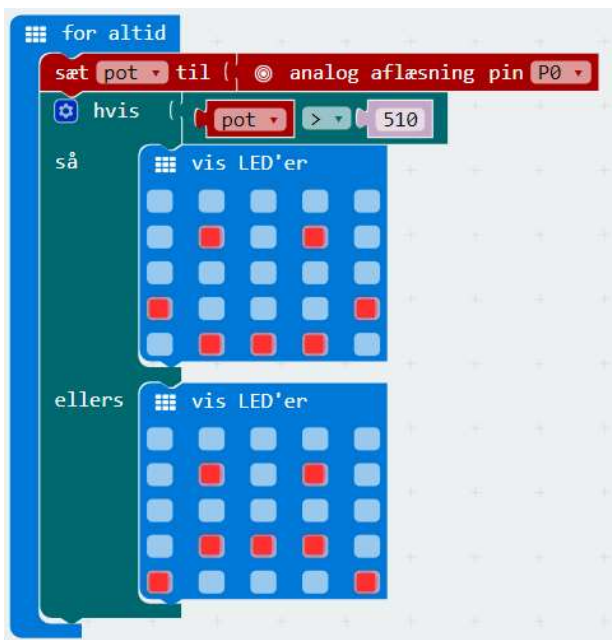 for altid
sæt pot til ( analog aflæsning pin P0
hvis ( pot > 510
så vis LED'er
ellers vis LED'er